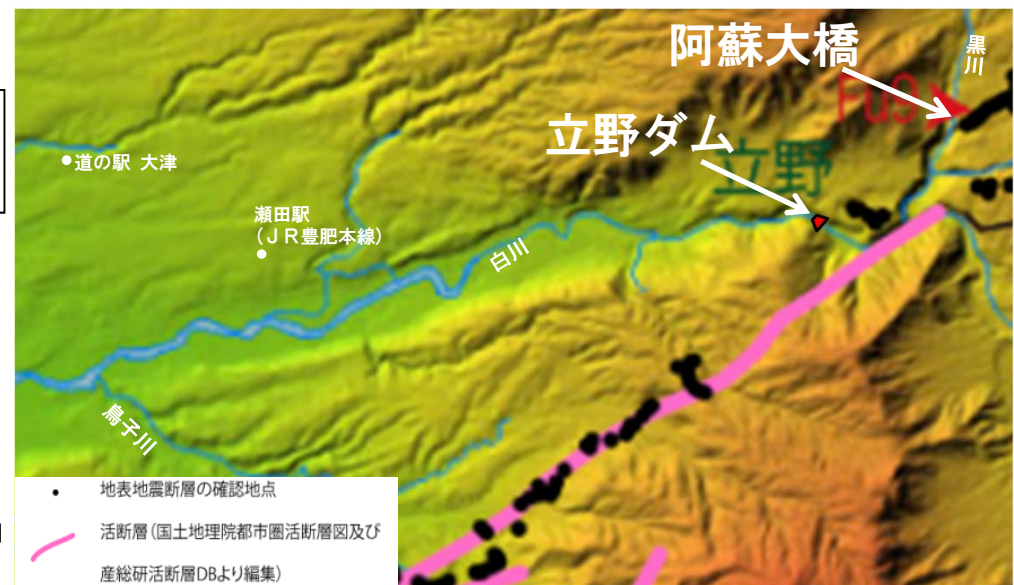 阿蘇大橋
黒川
Fu9
立野ダム
立野
道の駅 大津
瀬田駅
(JR豊肥本線)
白川
鳥子川
地表地震断層の確認地点
活断層(国土地理院都市圏活断層図及び
産総研活断層DBより編集)